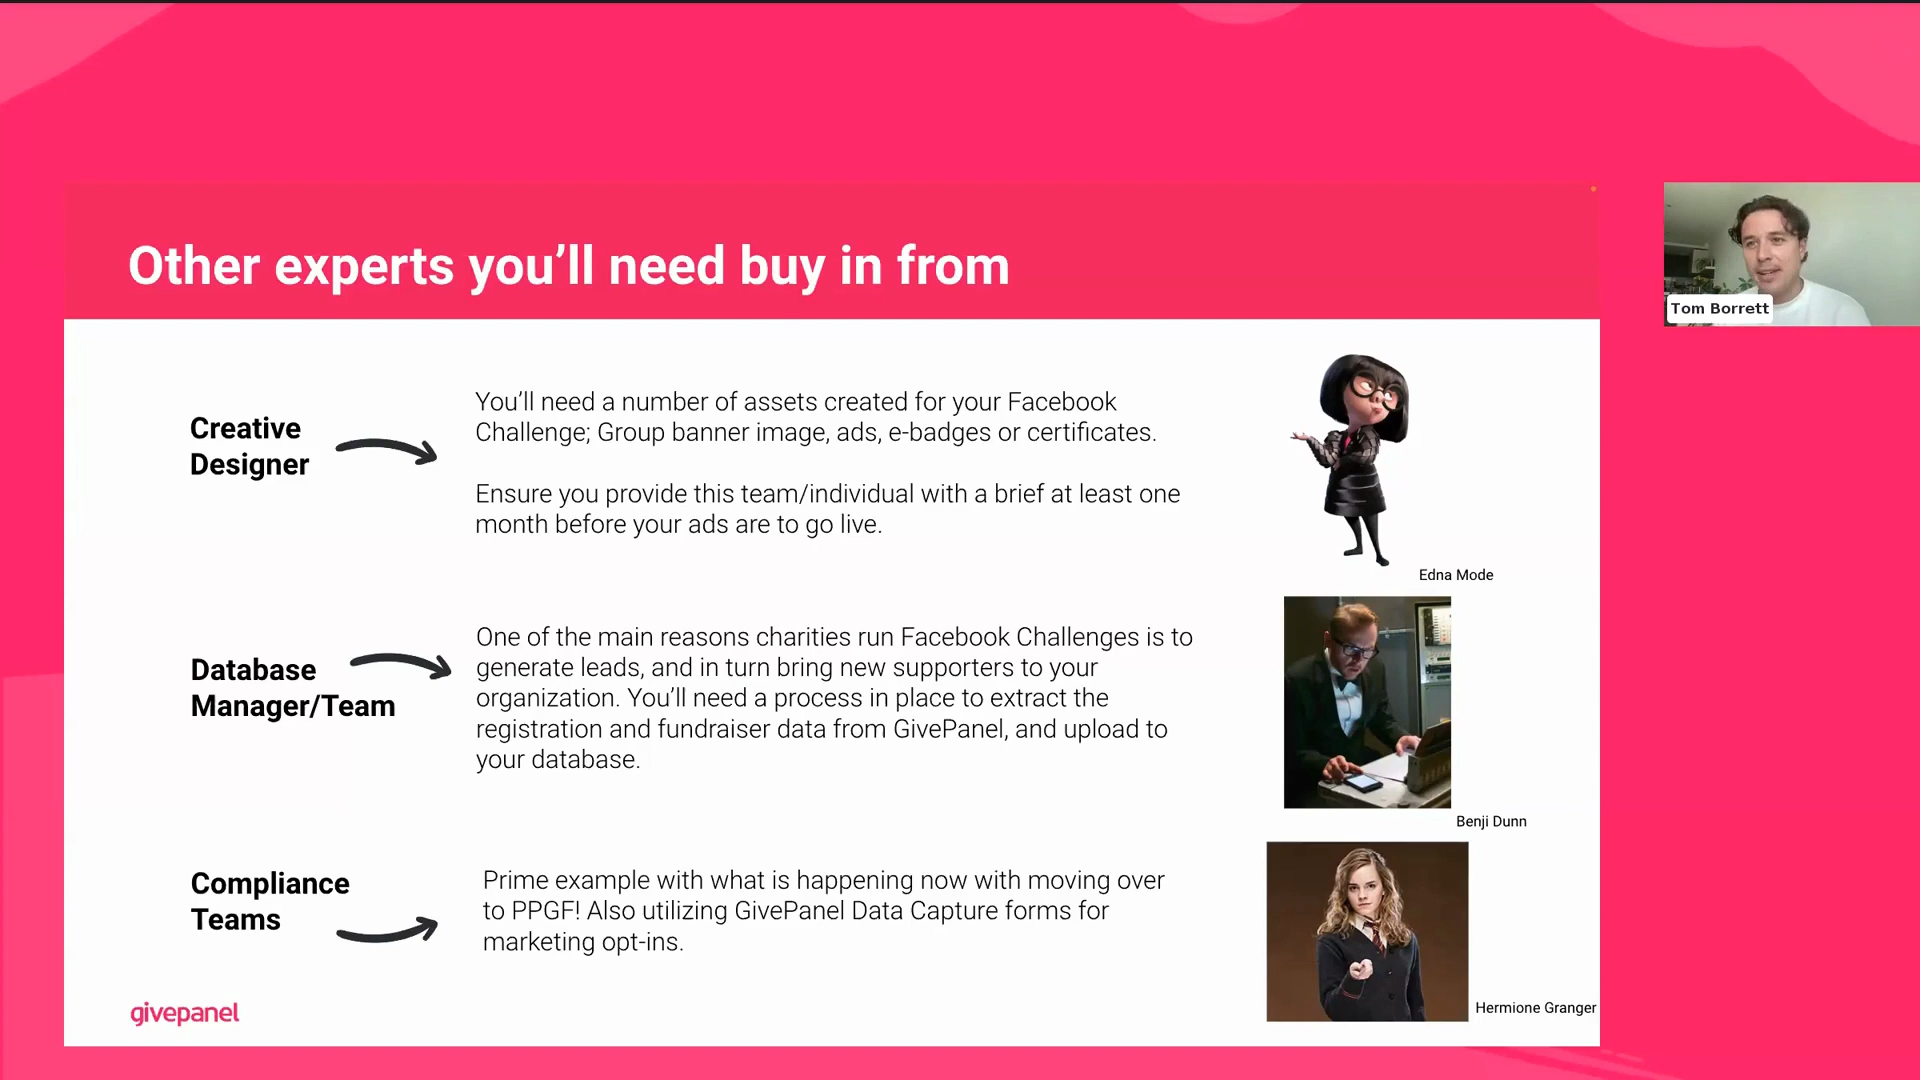 Other experts you’ll need buy in from
Tom Borrett
Creative
Designer
You’ll need a number of assets created for your Facebook
Challenge; Group banner image, ads, e-badges or certificates.
Ensure you provide this team/individual with a brief at least one
month before your ads are to go live.
Edna Mode
Database
Manager/Team
One of the main reasons charities run Facebook Challenges is to
generate leads, and in turn bring new supporters to your
organization. You’ll need a process in place to extract the
registration and fundraiser data from GivePanel, and upload to
your database.
Benji Dunn
Compliance
Teams
Prime example with what is happening now with moving over
to PPGF! Also utilizing GivePanel Data Capture forms for
marketing opt-ins.
Hermione Granger
givepanel